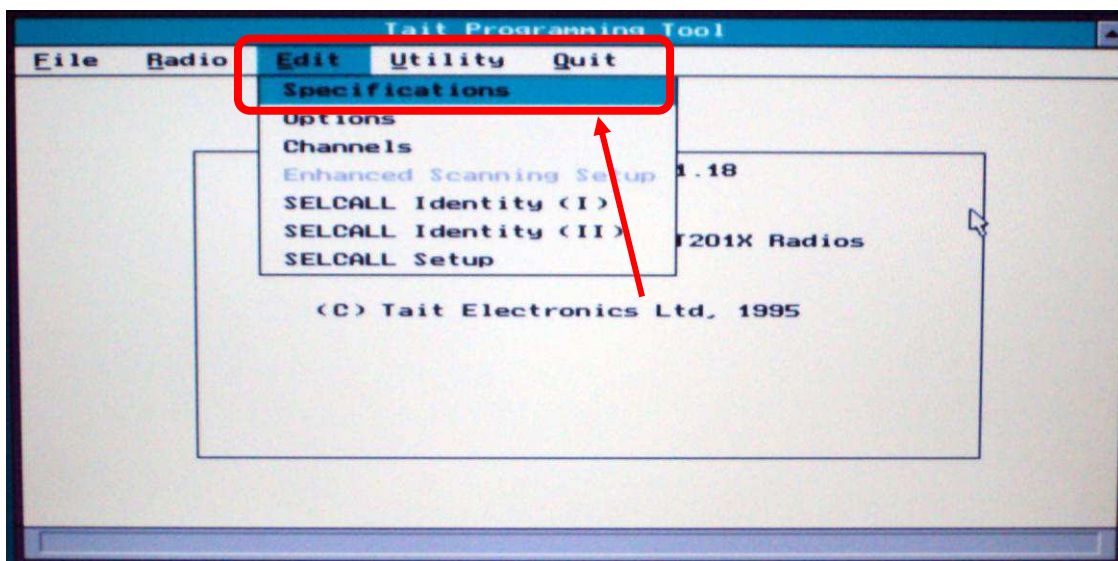 Tait Programming Tool
File Radio Edit Utility Quit
Specifications
Options
Channels
Enhanced Scanning Setup
1.18
SELCALL Identity (I)
SELCALL Identity (II)
T201X Radios
SELCALL Setup
(C) Tait Electronics Ltd, 1995